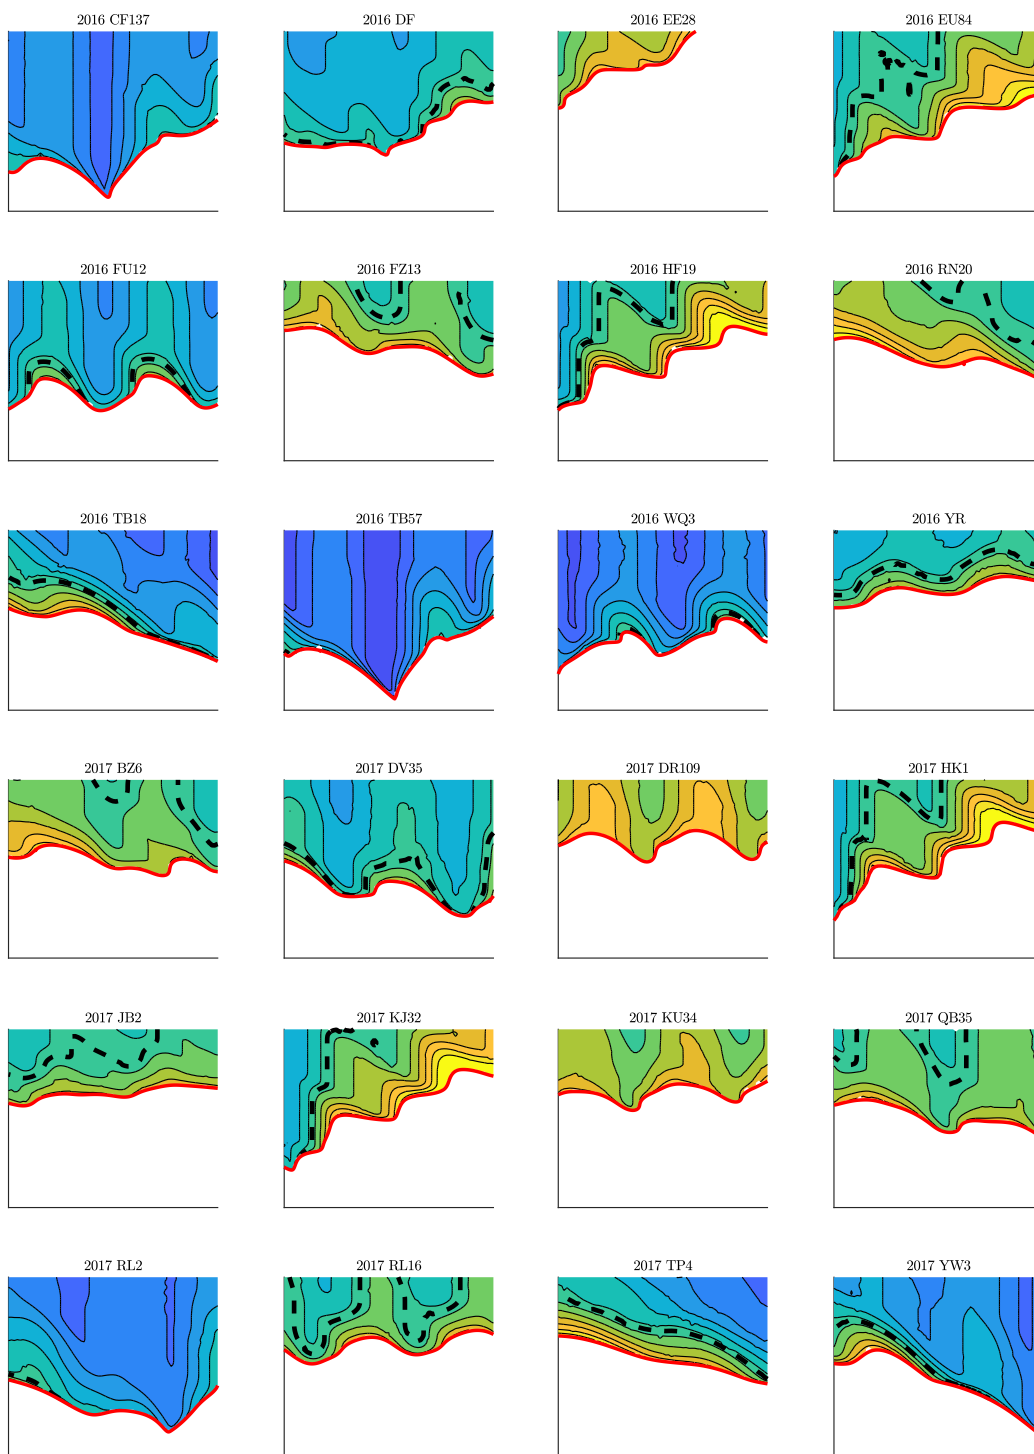 2016 CF137
2016 DF
2016 EE28
2016 EU84
2016 FU12
2016 FZ13
2016 HF19
2016 RN20
2016 TB18
2016 TB57
2016 WQ3
2016 YR
2017 BZ6
2017 DV35
2017 DR109
2017 HK1
2017 JB2
2017 KJ32
2017 KU34
2017 QB35
2017 RL2
2017 RL16
2017 TP4
2017 YW3